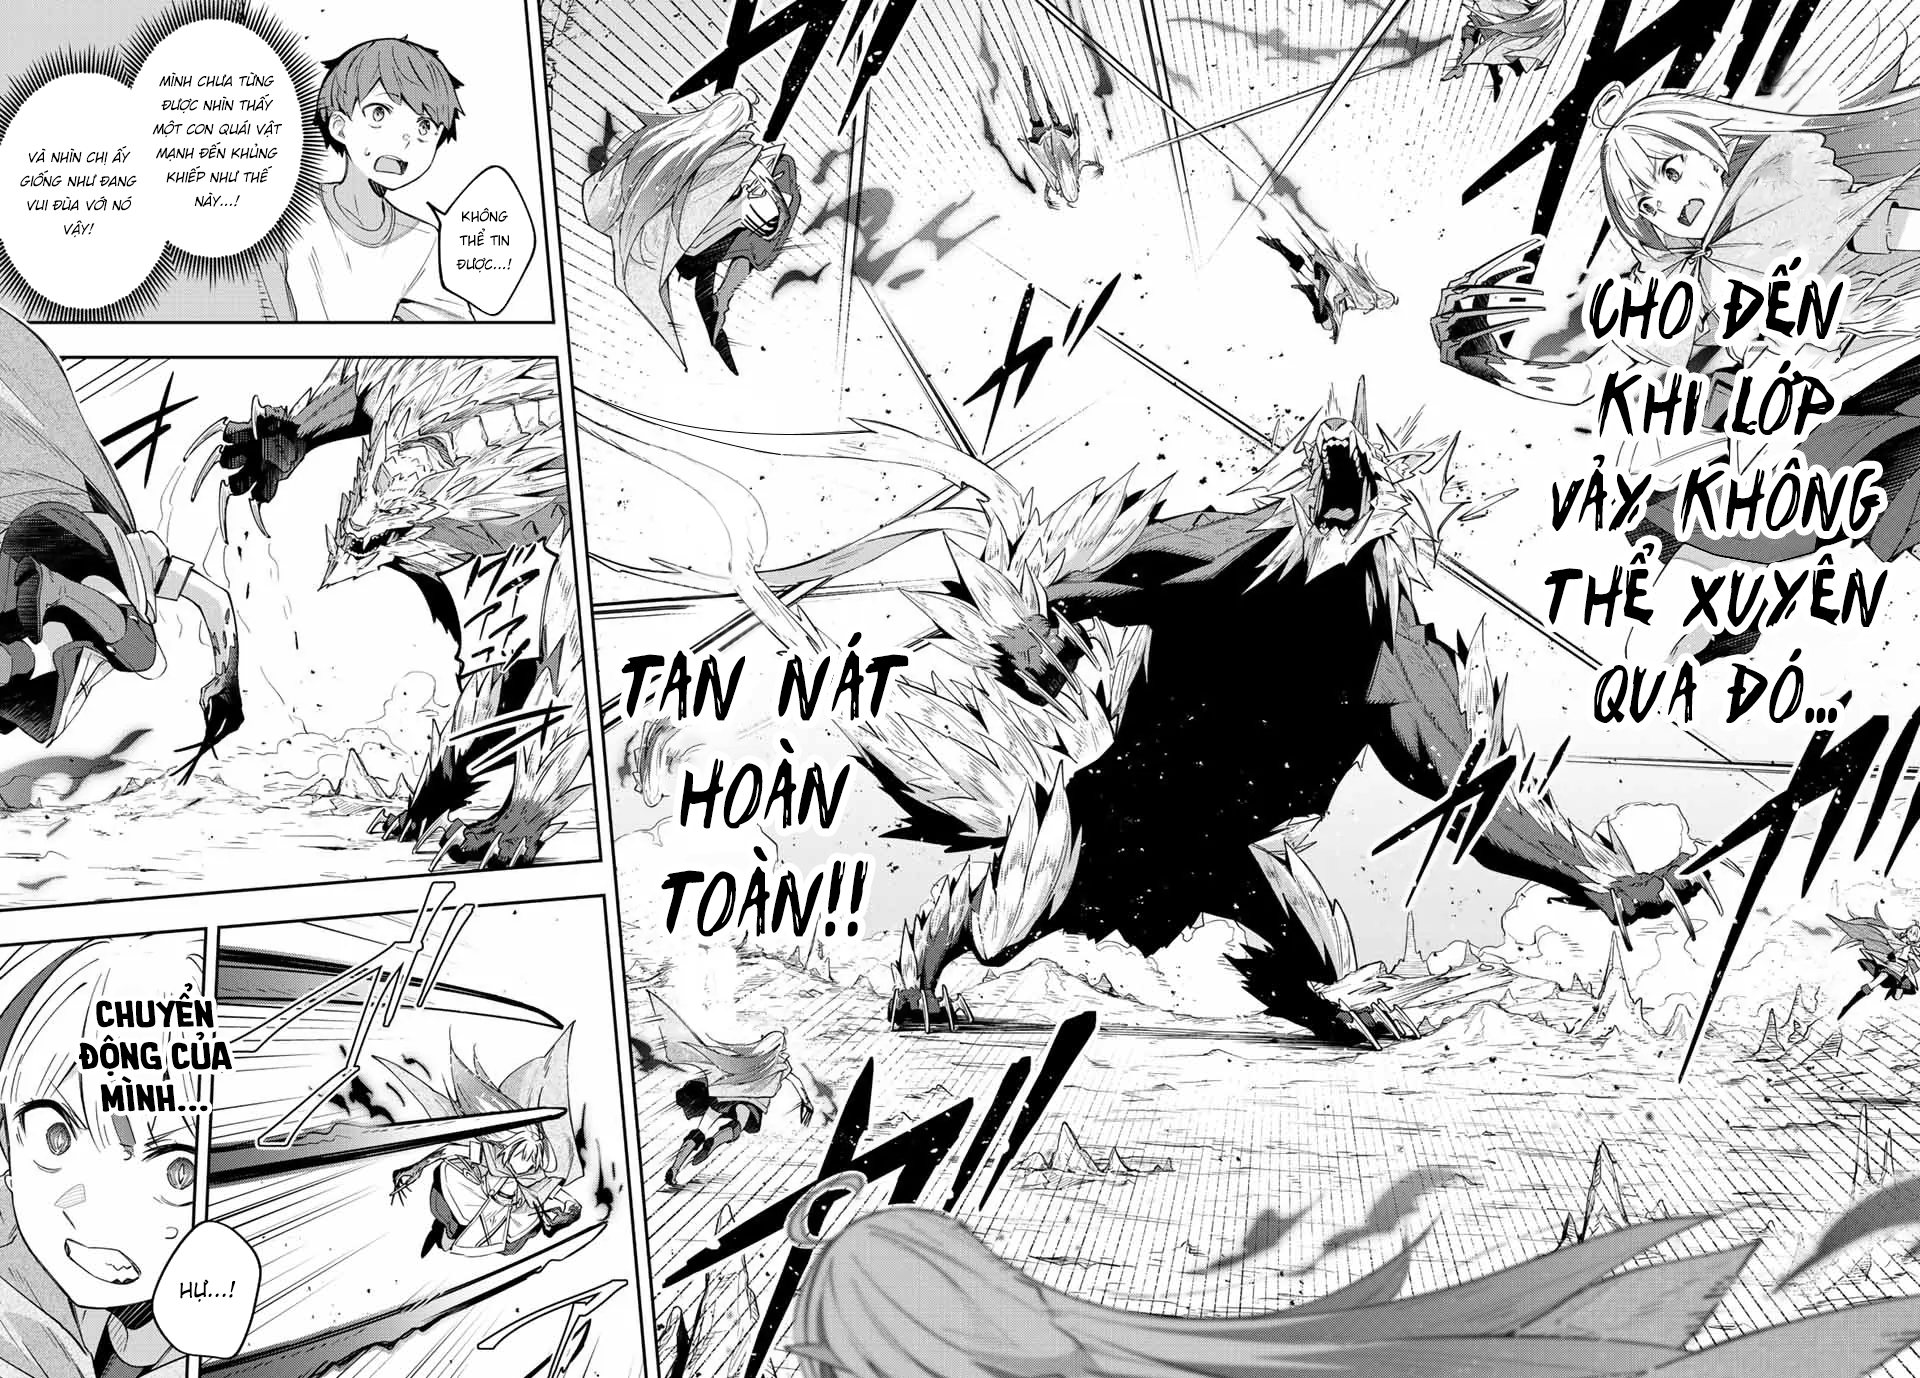 CHO ĐẾN
KHI LỚP
VẢY KHÔNG
THỂ XUYÊN
QUA ĐÓ...
TAN NÁT
HOÀN
TOÀN!!
KHÔNG
THỂ TIN
ĐƯỢC...!
MÌNH CHƯA TỪNG
ĐƯỢC NHÌN THẤY
MỘT CON QUÁI VẬT
MẠNH ĐẾN KHỦNG
KHIẾP NHƯ THẾ
NÀY...!
VÀ NHÌN CHỊ ẤY
GIỐNG NHƯ ĐANG
VUI ĐÙA VỚI NÓ
VẬY!
CHUYỂN
ĐỘNG CỦA
MÌNH...
HỰ...!